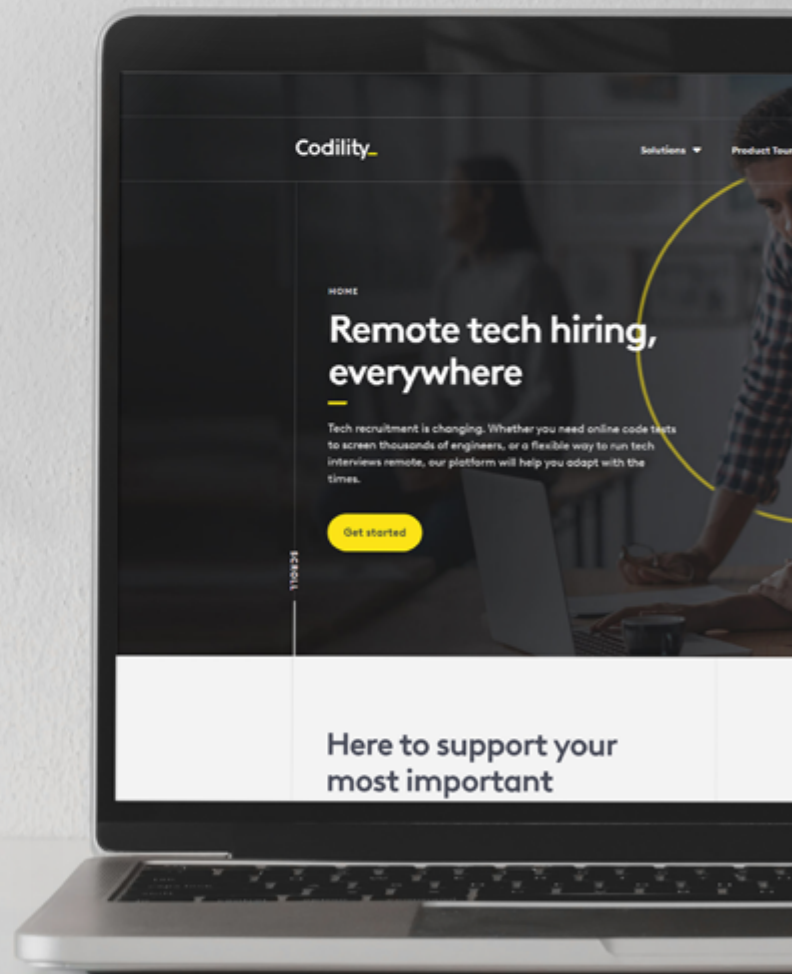 Codility_
Solutions
Product Tour
HOME
Remote tech hiring,
everywhere
Tech recruitment is changing. Whether you need online code tests
to screen thousands of engineers, or a flexible way to run tech
interviews remote, our platform will help you adapt with the
times.
Get started
SCROLL
Here to support your
most important